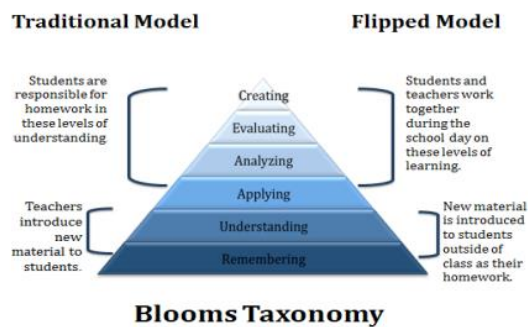 Traditional Model
Flipped Model
Students are
responsible for
homework in
these levels of
understanding
Teachers
introduce
new
material to
students.
Creating
Evaluating
Analyzing
Applying
Understanding
Remembering
Students and
teachers work
together
during the
school day on
these levels of
learning.
New material
is introduced
to students
outside of
class as their
homework.
Blooms Taxonomy